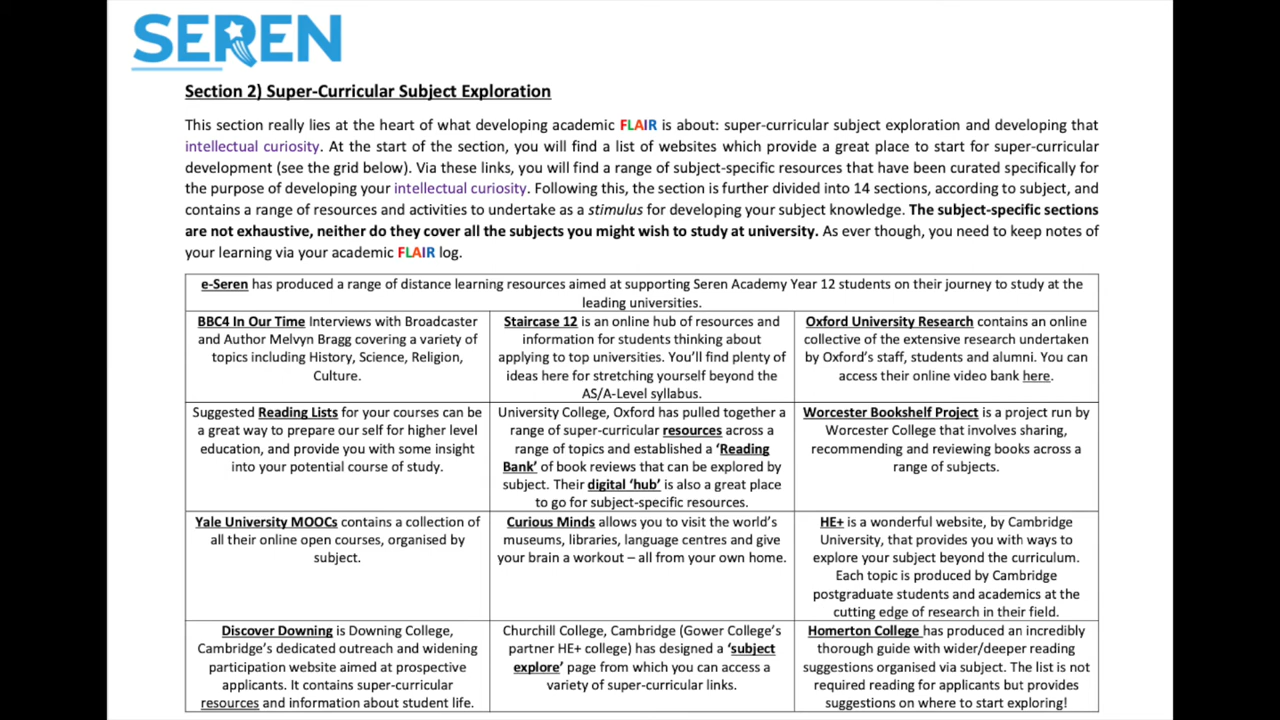 SEREN
Section 2) Super-Curricular Subject Exploration
This section really lies at the heart of what developing academic FLAIR is about: super-curricular subject exploration and developing that
intellectual curiosity. At the start of the section, you will find a list of websites which provide a great place to start for super-curricular
development (see the grid below). Via these links, you will find a range of subject-specific resources that have been curated specifically for
the purpose of developing your intellectual curiosity. Following this, the section is further divided into 14 sections, according to subject, and
contains a range of resources and activities to undertake as a stimulus for developing your subject knowledge. The subject-specific sections
are not exhaustive, neither do they cover all the subjects you might wish to study at university. As ever though, you need to keep notes of
your learning via your academic FLAIR log.
e-Seren has produced a range of distance learning resources aimed at supporting Seren Academy Year 12 students on their journey to study at the
leading universities.
BBC4 In Our Time Interviews with Broadcaster
and Author Melvyn Bragg covering a variety of
topics including History, Science, Religion,
Culture.
Staircase 12 is an online hub of resources and
information for students thinking about
applying to top universities. You'll find plenty of
ideas here for stretching yourself beyond the
AS/A-Level syllabus.
Oxford University Research contains an online
collective of the extensive research undertaken
by Oxford's staff, students and alumni. You can
access their online video bank here.
Suggested Reading Lists for your courses can be
a great way to prepare our self for higher level
education, and provide you with some insight
into your potential course of study.
University College, Oxford has pulled together a
range of super-curricular resources across a
range of topics and established a 'Reading
Bank' of book reviews that can be explored by
subject. Their digital 'hub' is also a great place
to go for subject-specific resources.
Worcester Bookshelf Project is a project run by
Worcester College that involves sharing,
recommending and reviewing books across a
range of subjects.
Yale University MOOCs contains a collection of
all their online open courses, organised by
subject.
Curious Minds allows you to visit the world's
museums, libraries, language centres and give
your brain a workout – all from your own home.
HE+ is a wonderful website, by Cambridge
University, that provides you with ways to
explore your subject beyond the curriculum.
Each topic is produced by Cambridge
postgraduate students and academics at the
cutting edge of research in their field.
Discover Downing is Downing College,
Cambridge's dedicated outreach and widening
participation website aimed at prospective
applicants. It contains super-curricular
resources and information about student life.
Churchill College, Cambridge (Gower College's
partner HE+ college) has designed a 'subject
explore' page from which you can access a
variety of super-curricular links.
Homerton College has produced an incredibly
thorough guide with wider/deeper reading
suggestions organised via subject. The list is not
required reading for applicants but provides
suggestions on where to start exploring!